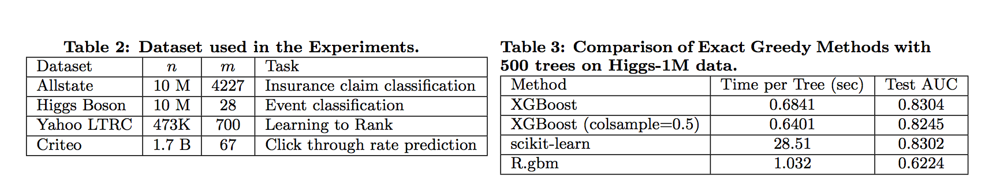 Table 2: Dataset used in the Experiments.
Dataset n m Task
Allstate 10 M 4227 Insurance claim classification
Higgs Boson 10 M 28 Event classification
Yahoo LTRC 473K 700 Learning to Rank
Criteo 1.7 B 67 Click through rate prediction
Table 3: Comparison of Exact Greedy Methods with
500 trees on Higgs-1M data.
Method Time per Tree (sec) Test AUC
XGBoost 0.6841 0.8304
XGBoost (colsample=0.5) 0.6401 0.8245
scikit-learn 28.51 0.8302
R.gbm 1.032 0.6224